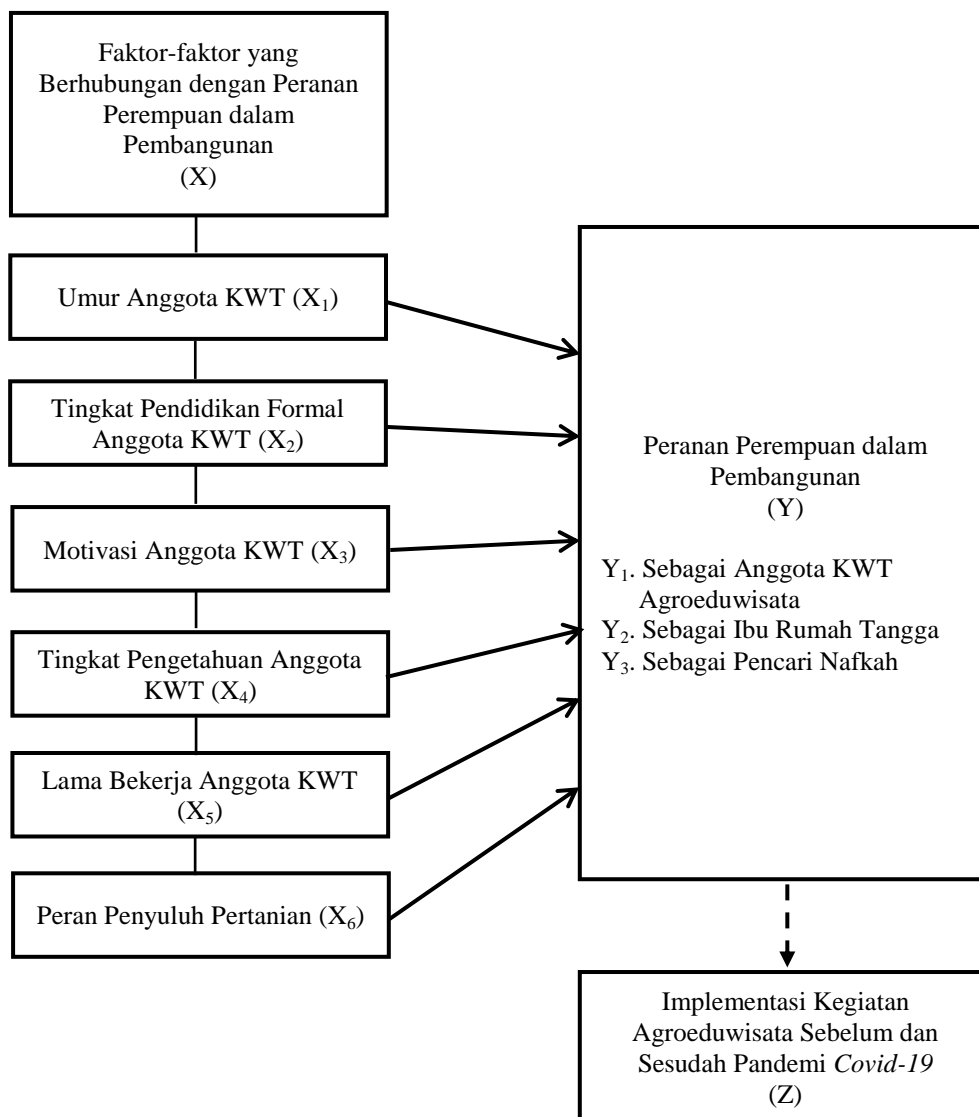 Faktor-faktor yang
Berhubungan dengan Peranan
Perempuan dalam
Pembangunan
(X)
Umur Anggota KWT (X₁)
Tingkat Pendidikan Formal
Anggota KWT (X₂)
Motivasi Anggota KWT (X₃)
Tingkat Pengetahuan Anggota
KWT (X₄)
Lama Bekerja Anggota KWT
(X₅)
Peran Penyuluh Pertanian (X₆)
Peranan Perempuan dalam
Pembangunan
(Y)
Y₁. Sebagai Anggota KWT
Agroeduwisata
Y₂. Sebagai Ibu Rumah Tangga
Y₃. Sebagai Pencari Nafkah
Implementasi Kegiatan
Agroeduwisata Sebelum dan
Sesudah Pandemi Covid-19
(Z)